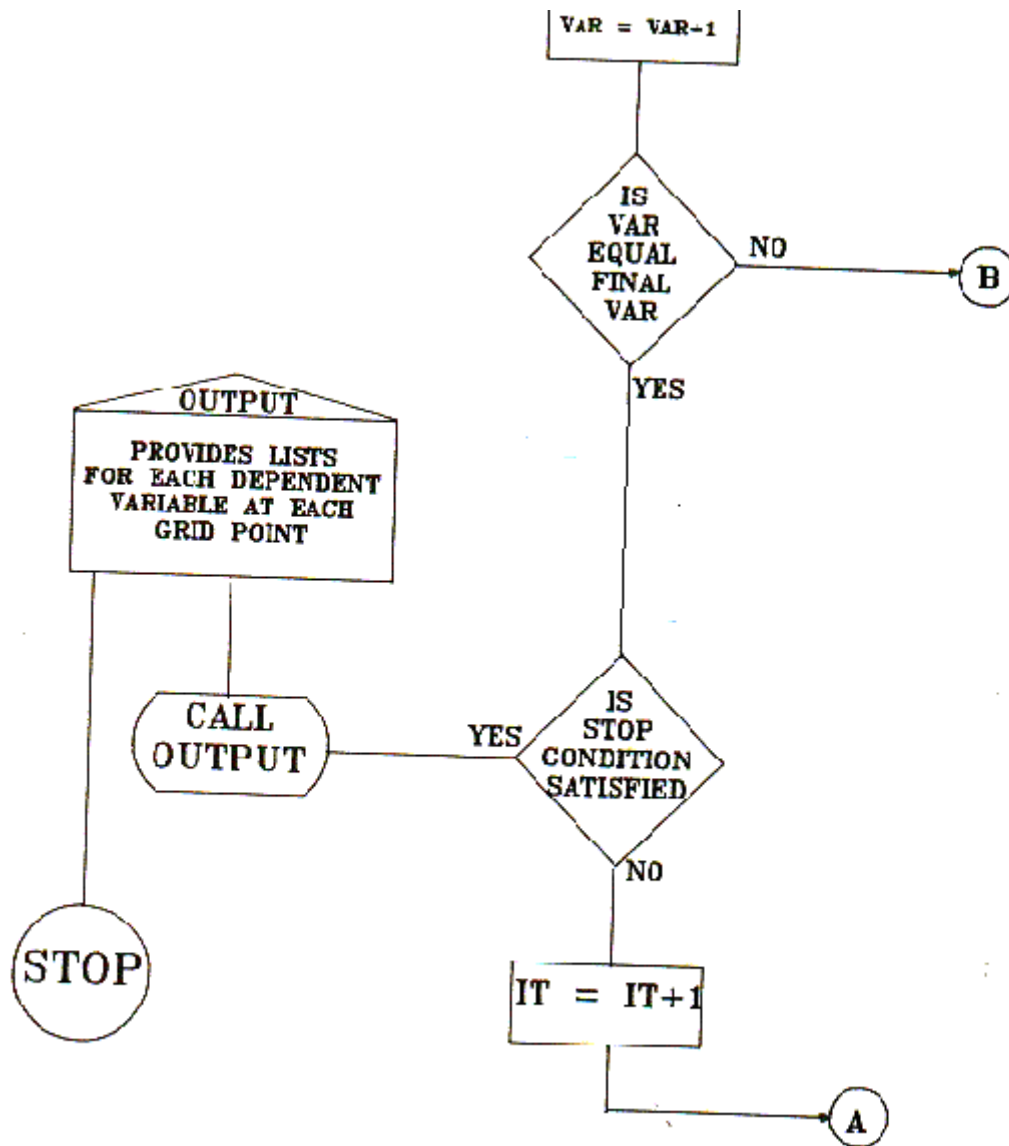 VAR = VAR-1
IS
VAR
EQUAL
FINAL
VAR
NO
B
YES
OUTPUT
PROVIDES LISTS
FOR EACH DEPENDENT
VARIABLE AT EACH
GRID POINT
CALL
OUTPUT
YES
IS
STOP
CONDITION
SATISFIED
NO
STOP
IT = IT+1
A